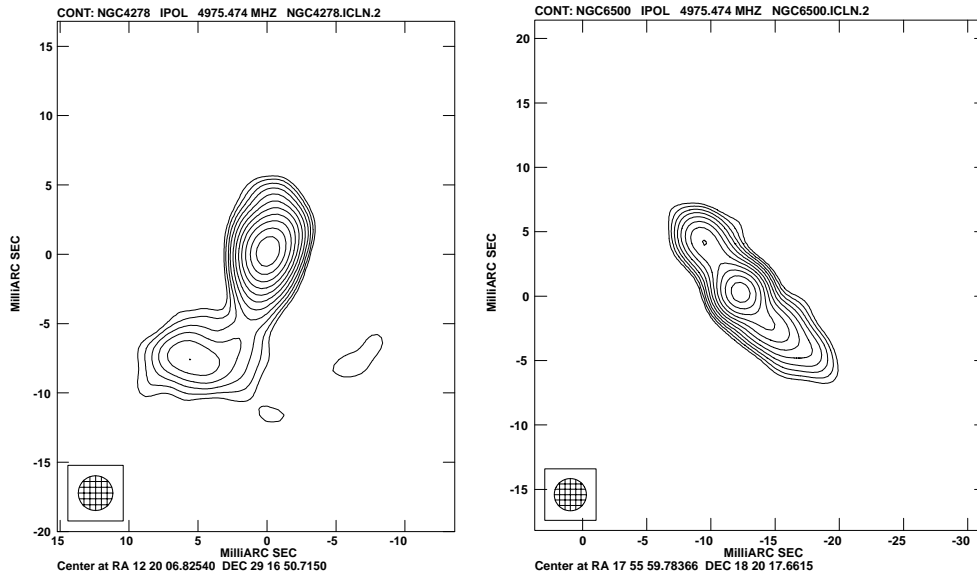 CONT: NGC4278 IPOL 4975.474 MHZ NGC4278.ICLN.2
MilliARC SEC
15
10
5
0
-5
-10
-15
-20
15 10 5 0 -5 -10
MilliARC SEC
Center at RA 12 20 06.82540 DEC 29 16 50.7150
CONT: NGC6500 IPOL 4975.474 MHZ NGC6500.ICLN.2
MilliARC SEC
20
15
10
5
0
-5
-10
-15
0 -5 -10 -15 -20 -25 -30
MilliARC SEC
Center at RA 17 55 59.78366 DEC 18 20 17.6615